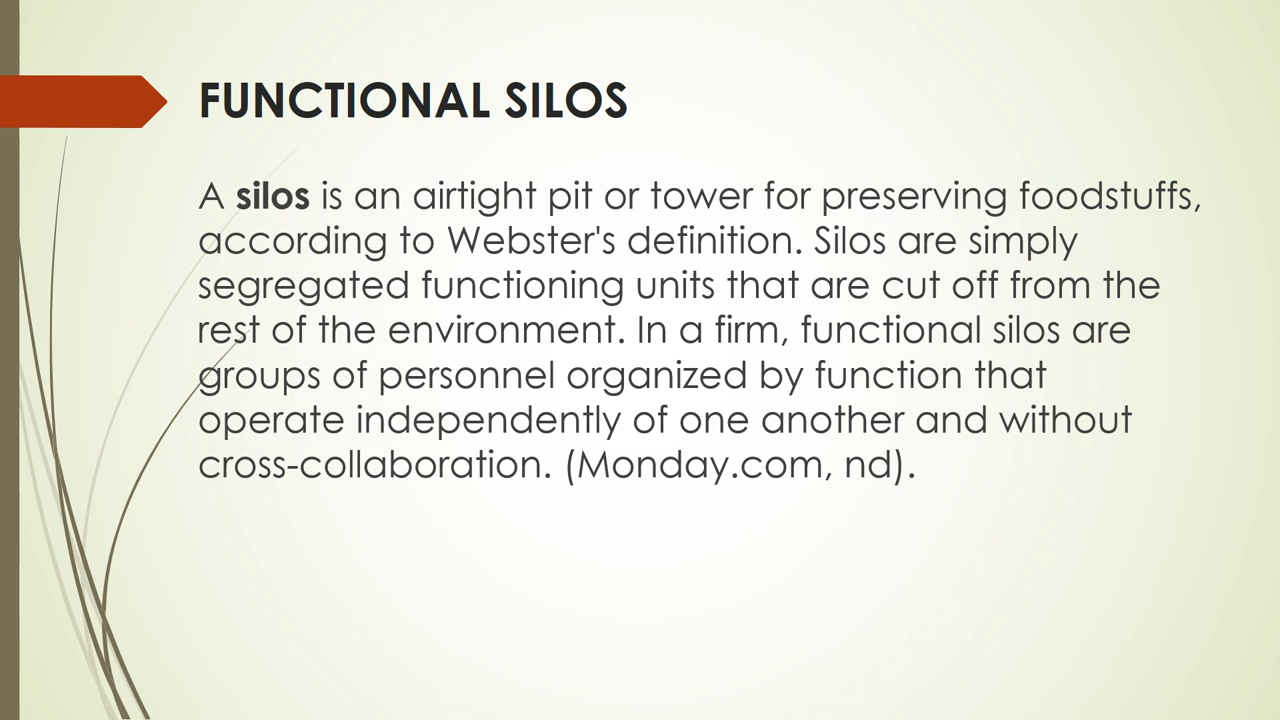 FUNCTIONAL SILOS
A silos is an airtight pit or tower for preserving foodstuffs,
according to Webster's definition. Silos are simply
segregated functioning units that are cut off from the
rest of the environment. In a firm, functional silos are
groups of personnel organized by function that
operate independently of one another and without
cross-collaboration. (Monday.com, nd).